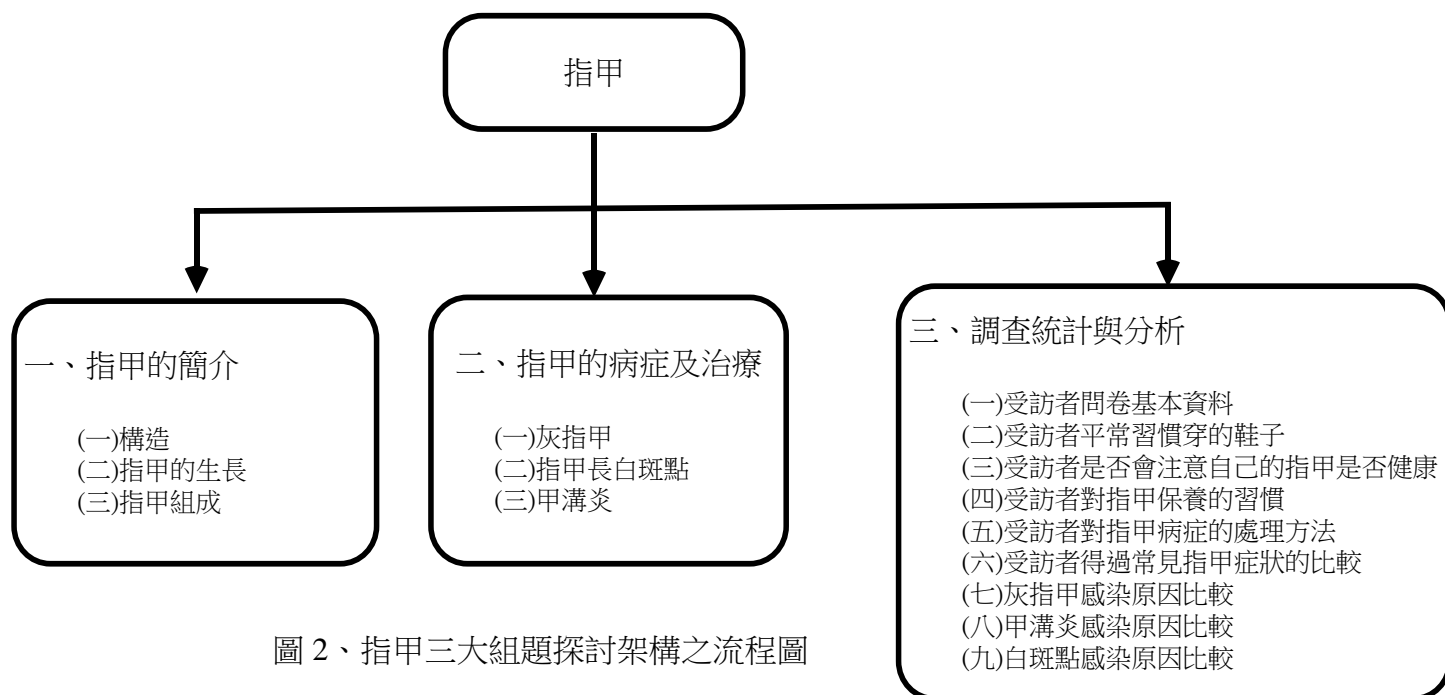 指甲
一、指甲的簡介
(一)構造
(二)指甲的生長
(三)指甲組成
二、指甲的病症及治療
(一)灰指甲
(二)指甲長白斑點
(三)甲溝炎
三、調查統計與分析
(一)受訪者問卷基本資料
(二)受訪者平常習慣穿的鞋子
(三)受訪者是否會注意自己的指甲是否健康
(四)受訪者對指甲保養的習慣
(五)受訪者對指甲病症的處理方法
(六)受訪者得過常見指甲症狀的比較
(七)灰指甲感染原因比較
(八)甲溝炎感染原因比較
(九)白斑點感染原因比較
圖 2、指甲三大組題探討架構之流程圖